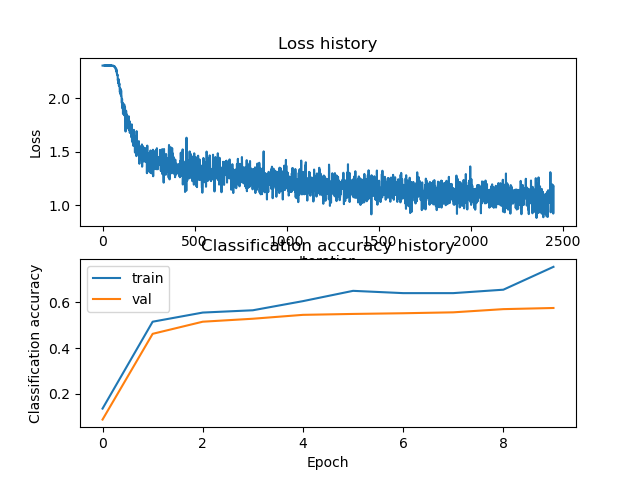 Loss history
Loss
2.0
1.5
1.0
0 500 1000 1500 2000 2500
Classification accuracy history
Classification accuracy
train
val
0.6
0.4
0.2
0 2 4 6 8
Epoch